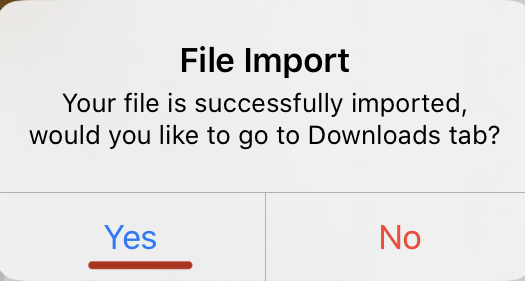 File Import
Your file is successfully imported,
would you like to go to Downloads tab?
Yes
No